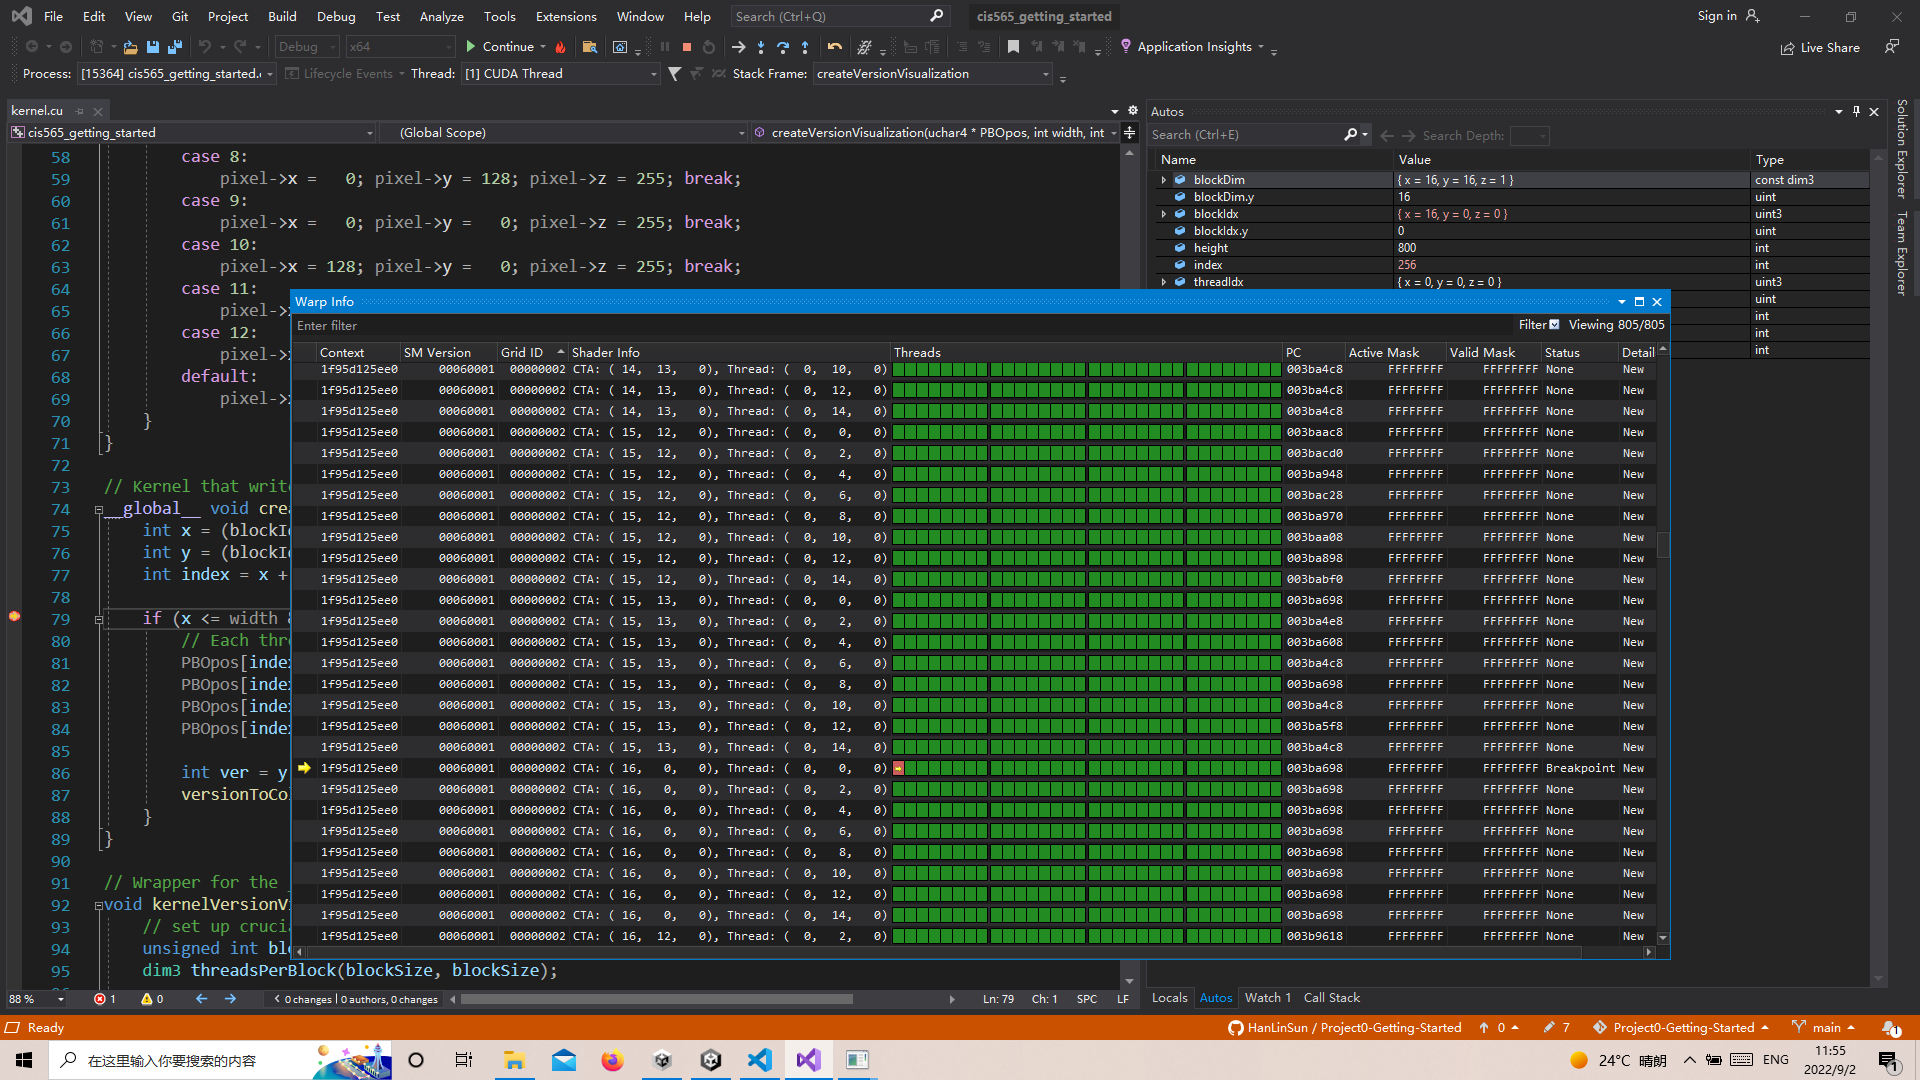 File Edit View Git Project Build Debug Test Analyze Tools Extensions Window Help Search (Ctrl+Q) cis565_getting_started Sign in
Debug x64 Continue Application Insights Live Share
Process: [15364] cis565_getting_started. Lifecycle Events Thread: [1] CUDA Thread Stack Frame: createVersionVisualization
kernel.cu
cis565_getting_started (Global Scope) createVersionVisualization(uchar4 * PBOpos, int width, int
58 case 8:
59 pixel->x = 0; pixel->y = 128; pixel->z = 255; break;
60 case 9:
61 pixel->x = 0; pixel->y = 0; pixel->z = 255; break;
62 case 10:
63 pixel->x = 128; pixel->y = 0; pixel->z = 255; break;
64 case 11:
65 pixel->x
66 case 12:
67 pixel->x
68 default:
69 pixel->x
70 }
71 }
72
73 // Kernel that write
74 __global__ void crea
75 int x = (blockI
76 int y = (blockI
77 int index = x +
78
79 if (x <= width
80 // Each thr
81 PBOpos[index
82 PBOpos[index
83 PBOpos[index
84 PBOpos[index
85
86 int ver = y
87 versionToCo
88 }
89 }
90
91 // Wrapper for the
92 void kernelVersionV
93 // set up cruci
94 unsigned int blo
95 dim3 threadsPerBlock(blockSize, blockSize);
88 % 1 0 0 changes | 0 authors, 0 changes Ln: 79 Ch: 1 SPC LF
Autos
Search (Ctrl+E) Search Depth:
Name Value Type
blockDim { x = 16, y = 16, z = 1 } const dim3
blockDim.y 16 uint
blockIdx { x = 16, y = 0, z = 0 } uint3
blockIdx.y 0 uint
height 800 int
index 256 int
threadIdx { x = 0, y = 0, z = 0 } uint3
uint
int
int
int
Solution Explorer
Team Explorer
Warp Info
Enter filter Filter Viewing 805/805
Context SM Version Grid ID Shader Info Threads PC Active Mask Valid Mask Status Detail
1f95d125ee0 00060001 00000002 CTA: ( 14, 13, 0), Thread: ( 0, 10, 0) 003ba4c8 FFFFFFFF FFFFFFFF None New
1f95d125ee0 00060001 00000002 CTA: ( 14, 13, 0), Thread: ( 0, 12, 0) 003ba4c8 FFFFFFFF FFFFFFFF None New
1f95d125ee0 00060001 00000002 CTA: ( 14, 13, 0), Thread: ( 0, 14, 0) 003ba4c8 FFFFFFFF FFFFFFFF None New
1f95d125ee0 00060001 00000002 CTA: ( 15, 12, 0), Thread: ( 0, 0, 0) 003baac8 FFFFFFFF FFFFFFFF None New
1f95d125ee0 00060001 00000002 CTA: ( 15, 12, 0), Thread: ( 0, 2, 0) 003bacd0 FFFFFFFF FFFFFFFF None New
1f95d125ee0 00060001 00000002 CTA: ( 15, 12, 0), Thread: ( 0, 4, 0) 003ba948 FFFFFFFF FFFFFFFF None New
1f95d125ee0 00060001 00000002 CTA: ( 15, 12, 0), Thread: ( 0, 6, 0) 003bac28 FFFFFFFF FFFFFFFF None New
1f95d125ee0 00060001 00000002 CTA: ( 15, 12, 0), Thread: ( 0, 8, 0) 003ba970 FFFFFFFF FFFFFFFF None New
1f95d125ee0 00060001 00000002 CTA: ( 15, 12, 0), Thread: ( 0, 10, 0) 003baa08 FFFFFFFF FFFFFFFF None New
1f95d125ee0 00060001 00000002 CTA: ( 15, 12, 0), Thread: ( 0, 12, 0) 003ba898 FFFFFFFF FFFFFFFF None New
1f95d125ee0 00060001 00000002 CTA: ( 15, 12, 0), Thread: ( 0, 14, 0) 003babf0 FFFFFFFF FFFFFFFF None New
1f95d125ee0 00060001 00000002 CTA: ( 15, 13, 0), Thread: ( 0, 0, 0) 003ba698 FFFFFFFF FFFFFFFF None New
1f95d125ee0 00060001 00000002 CTA: ( 15, 13, 0), Thread: ( 0, 2, 0) 003ba4e8 FFFFFFFF FFFFFFFF None New
1f95d125ee0 00060001 00000002 CTA: ( 15, 13, 0), Thread: ( 0, 4, 0) 003ba608 FFFFFFFF FFFFFFFF None New
1f95d125ee0 00060001 00000002 CTA: ( 15, 13, 0), Thread: ( 0, 6, 0) 003ba4c8 FFFFFFFF FFFFFFFF None New
1f95d125ee0 00060001 00000002 CTA: ( 15, 13, 0), Thread: ( 0, 8, 0) 003ba698 FFFFFFFF FFFFFFFF None New
1f95d125ee0 00060001 00000002 CTA: ( 15, 13, 0), Thread: ( 0, 10, 0) 003ba4c8 FFFFFFFF FFFFFFFF None New
1f95d125ee0 00060001 00000002 CTA: ( 15, 13, 0), Thread: ( 0, 12, 0) 003ba5f8 FFFFFFFF FFFFFFFF None New
1f95d125ee0 00060001 00000002 CTA: ( 15, 13, 0), Thread: ( 0, 14, 0) 003ba4c8 FFFFFFFF FFFFFFFF None New
1f95d125ee0 00060001 00000002 CTA: ( 16, 0, 0), Thread: ( 0, 0, 0) 003ba698 FFFFFFFF FFFFFFFF Breakpoint New
1f95d125ee0 00060001 00000002 CTA: ( 16, 0, 0), Thread: ( 0, 2, 0) 003ba698 FFFFFFFF FFFFFFFF None New
1f95d125ee0 00060001 00000002 CTA: ( 16, 0, 0), Thread: ( 0, 4, 0) 003ba698 FFFFFFFF FFFFFFFF None New
1f95d125ee0 00060001 00000002 CTA: ( 16, 0, 0), Thread: ( 0, 6, 0) 003ba698 FFFFFFFF FFFFFFFF None New
1f95d125ee0 00060001 00000002 CTA: ( 16, 0, 0), Thread: ( 0, 8, 0) 003ba698 FFFFFFFF FFFFFFFF None New
1f95d125ee0 00060001 00000002 CTA: ( 16, 0, 0), Thread: ( 0, 10, 0) 003ba698 FFFFFFFF FFFFFFFF None New
1f95d125ee0 00060001 00000002 CTA: ( 16, 0, 0), Thread: ( 0, 12, 0) 003ba698 FFFFFFFF FFFFFFFF None New
1f95d125ee0 00060001 00000002 CTA: ( 16, 0, 0), Thread: ( 0, 14, 0) 003ba698 FFFFFFFF FFFFFFFF None New
1f95d125ee0 00060001 00000002 CTA: ( 16, 12, 0), Thread: ( 0, 2, 0) 003b9618 FFFFFFFF FFFFFFFF None New
Locals Autos Watch 1 Call Stack
Ready HanLinSun / Project0-Getting-Started 0 7 Project0-Getting-Started main 1
在这里输入你要搜索的内容 24°C 晴朗 ENG 11:55 2022/9/2 1